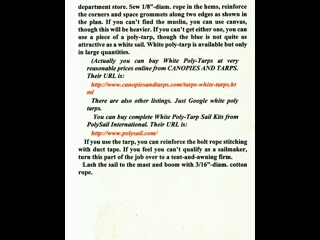 department store. Sew 1/8"-diam. rope in the hems, reinforce
the corners and space grommets along two edges as shown in
the plan. If you can't find the muslin, you can use canvas,
though this will be heavier. If you can't get either one, you can
use a piece of a poly-tarp, though the blue is not quite as
attractive as a white sail. White poly-tarp is available but only
in large quantities.
(Actually you can buy White Poly-Tarps at very
reasonable prices online from CANOPIES AND TARPS.
Their URL is:
http://www.canopiesandtarps.com/tarps-white-tarps.ht
ml
There are also other listings. Just Google white poly
tarps.
You can buy complete White Poly-Tarp Sail Kits from
PolySail International. Their URL is:
http://www.polysail.com/
If you use the tarp, you can reinforce the bolt rope stitching
with duct tape. If you feel you can't qualify as a sailmaker,
turn this part of the job over to a tent-and-awning firm.
Lash the sail to the mast and boom with 3/16"-diam. cotton
rope.